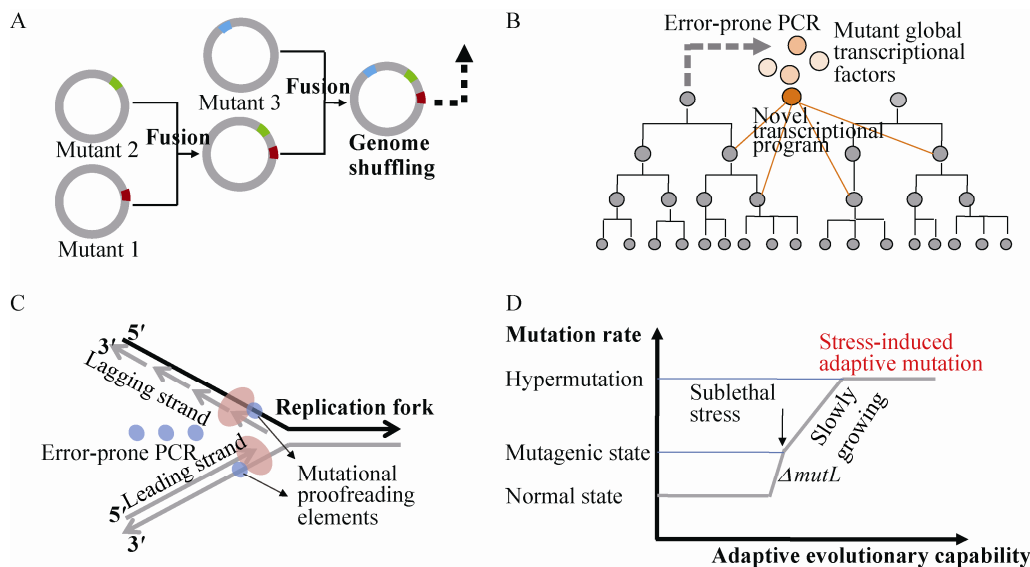 A
Mutant 2
Fusion
Mutant 1
Mutant 3
Fusion
Genome
shuffling
B
Error-prone PCR
Mutant global
transcriptional
factors
Novel
transcriptional
program
C
5′
3′
Lagging strand
Replication fork
Error-prone PCR
Leading strand
Mutational
proofreading
elements
5′
3′
D
Mutation rate
Stress-induced
adaptive mutation
Hypermutation
Sublethal
stress
Slowly
growing
Mutagenic state
ΔmutL
Normal state
Adaptive evolutionary capability